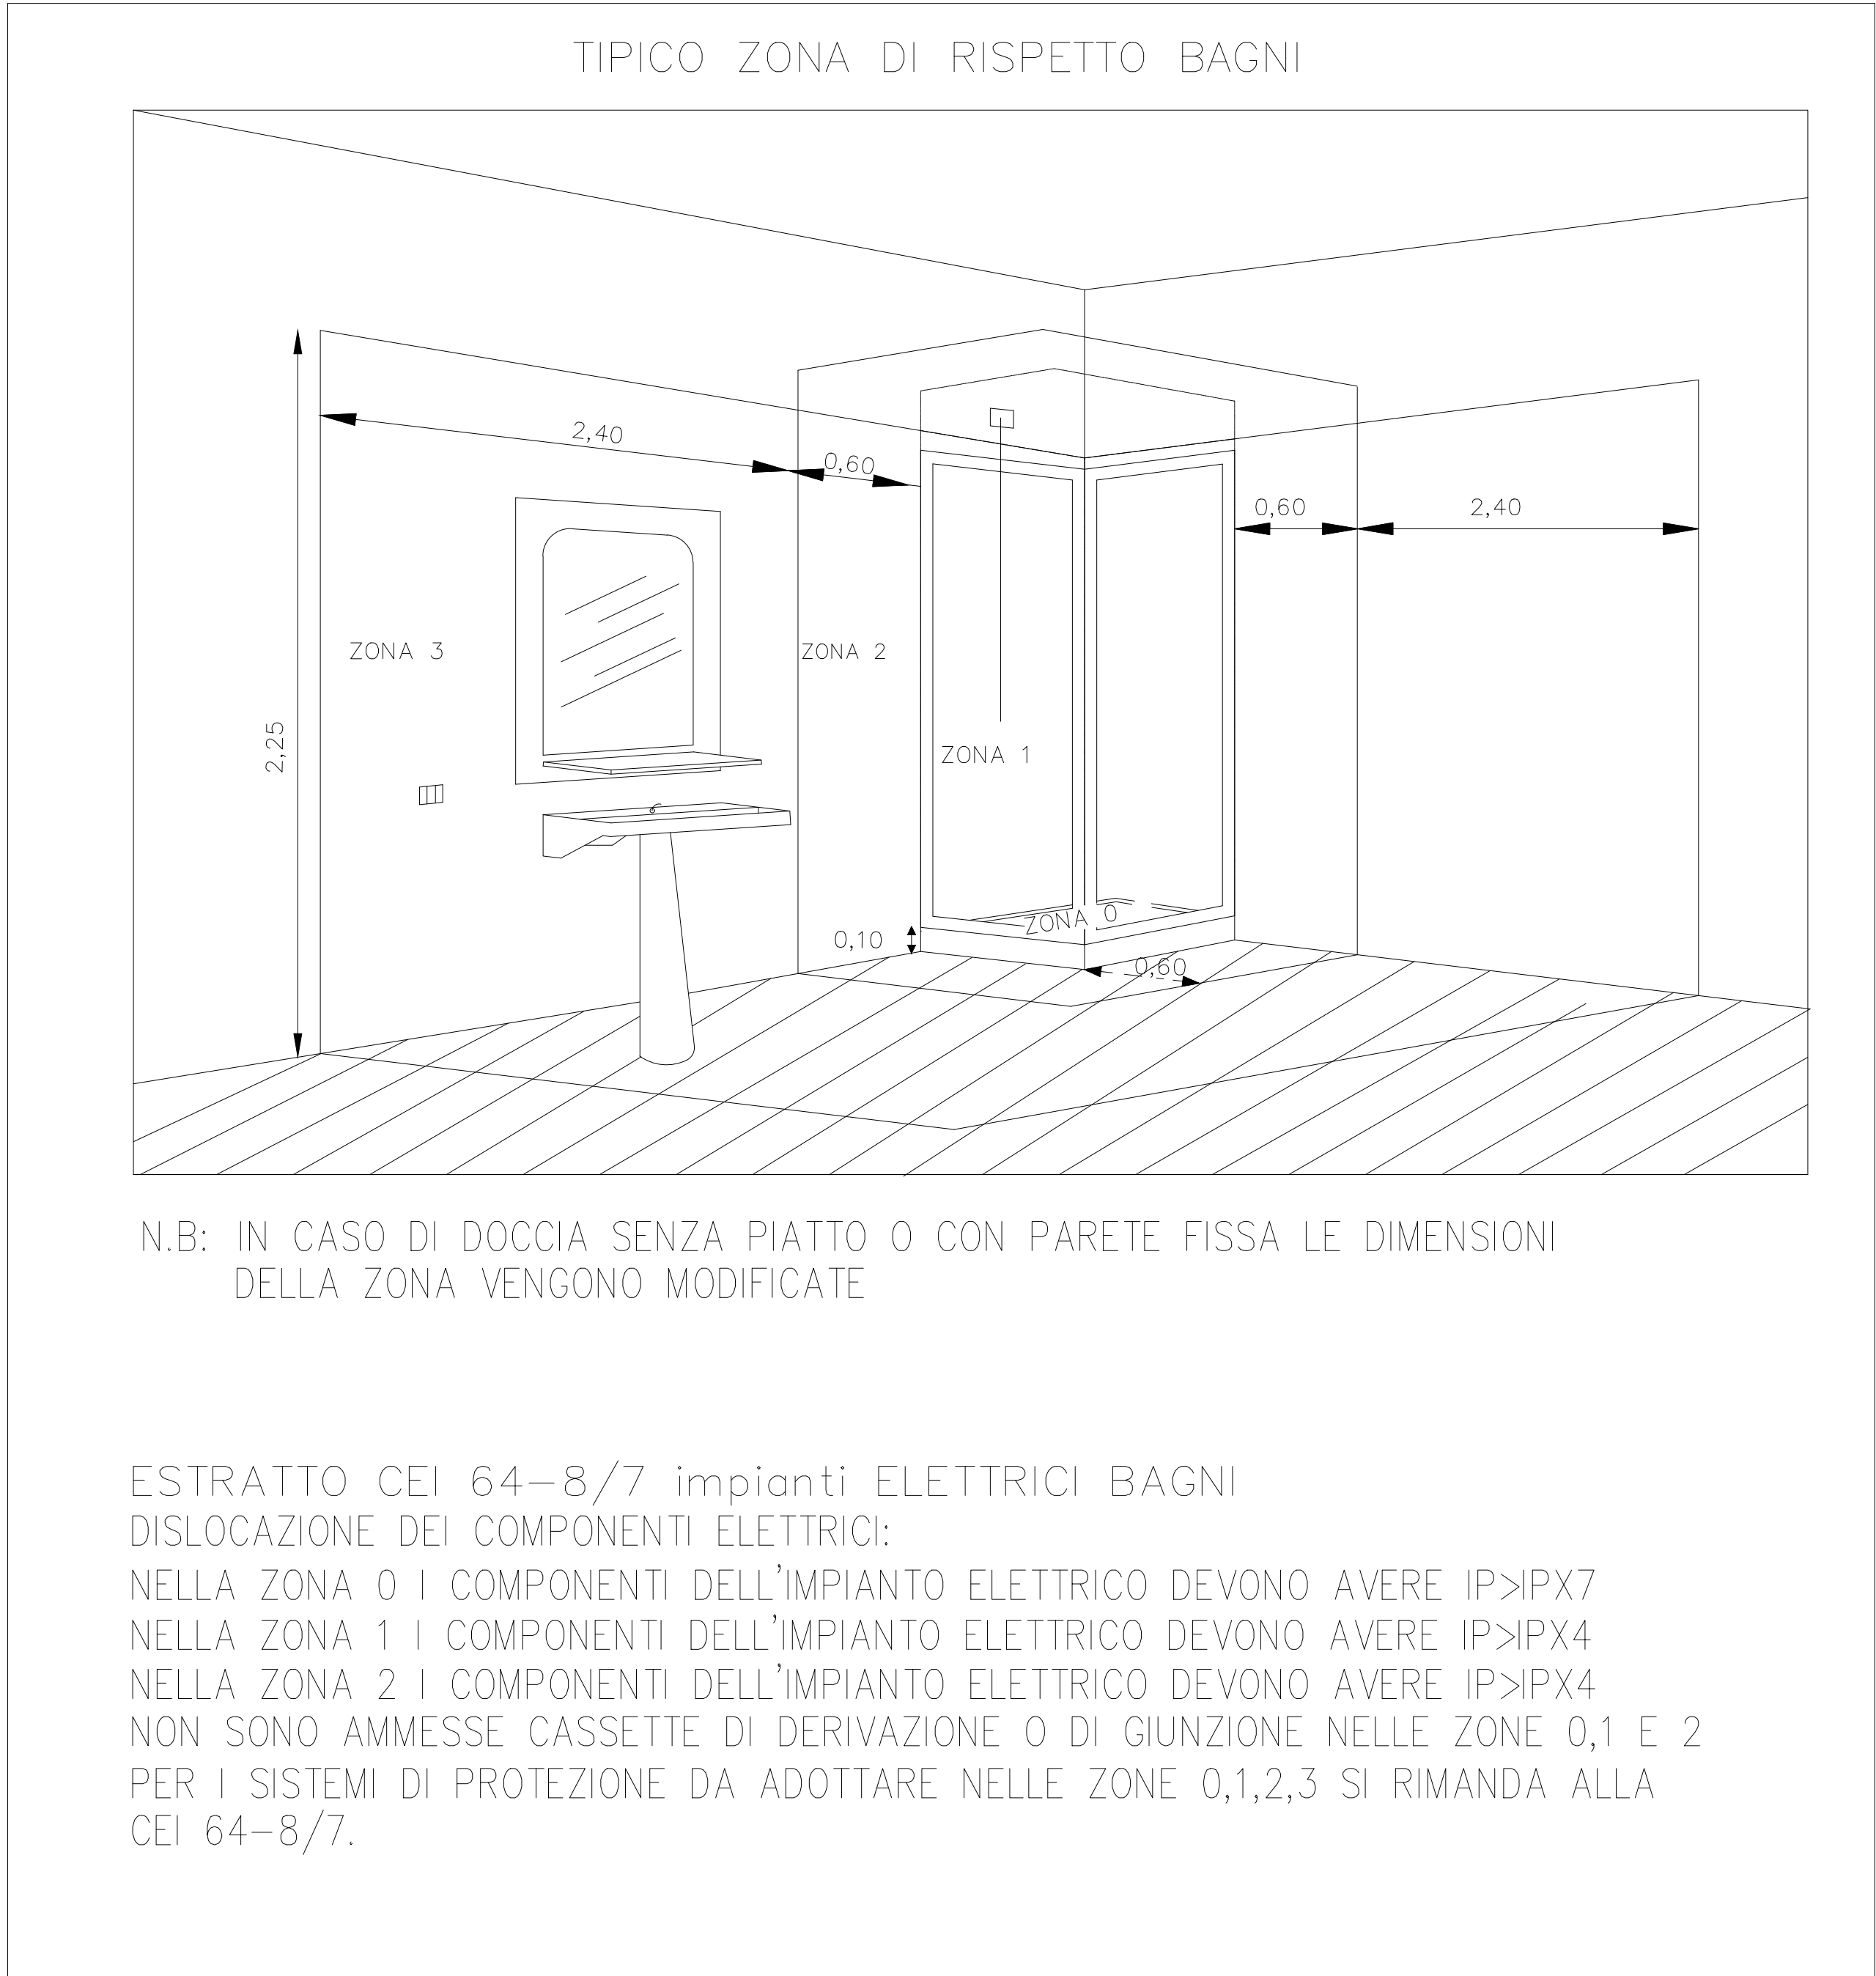 TIPICO ZONA DI RISPETTO BAGNI
2,40
0,60
0,60
2,40
ZONA 3
ZONA 2
2,25
ZONA 1
ZONA 0
0,10
0,60
N.B: IN CASO DI DOCCIA SENZA PIATTO O CON PARETE FISSA LE DIMENSIONI
DELLA ZONA VENGONO MODIFICATE
ESTRATTO CEI 64-8/7 impianti ELETTRICI BAGNI
DISLOCAZIONE DEI COMPONENTI ELETTRICI:
NELLA ZONA 0 I COMPONENTI DELL'IMPIANTO ELETTRICO DEVONO AVERE IP>IPX7
NELLA ZONA 1 I COMPONENTI DELL'IMPIANTO ELETTRICO DEVONO AVERE IP>IPX4
NELLA ZONA 2 I COMPONENTI DELL'IMPIANTO ELETTRICO DEVONO AVERE IP>IPX4
NON SONO AMMESSE CASSETTE DI DERIVAZIONE O DI GIUNZIONE NELLE ZONE 0,1 E 2
PER I SISTEMI DI PROTEZIONE DA ADOTTARE NELLE ZONE 0,1,2,3 SI RIMANDA ALLA
CEI 64-8/7.